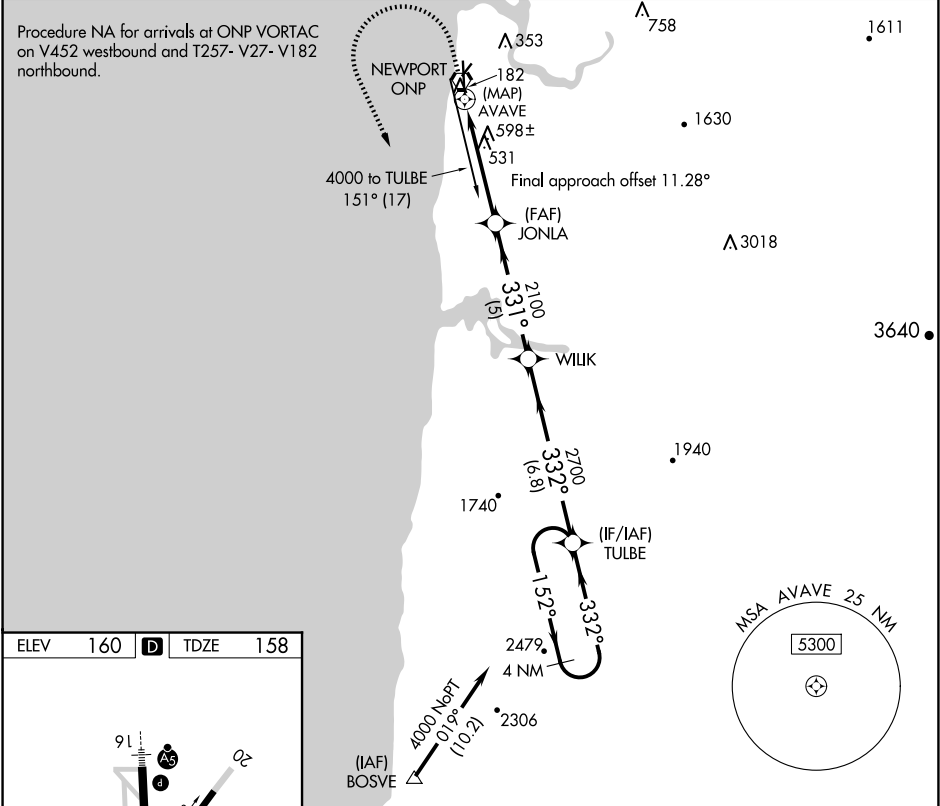 Procedure NA for arrivals at ONP VORTAC
on V452 westbound and T257- V27- V182
northbound.
758
1611
353
NEWPORT
ONP
182
(MAP)
AVAVE
1630
598±
531
4000 to TULBE
151° (17)
Final approach offset 11.28°
(FAF)
JONLA
3018
2100
331°
(5)
3640
WILIK
1940
2700
332°
(6.8)
1740
(IF/IAF)
TULBE
152°
332°
MSA AVAVE 25 NM
5300
ELEV 160 D TDZE 158
2479
4 NM
4000 NoPT
019°
(10.2)
2306
(IAF)
BOSVE
16
A5
P
20